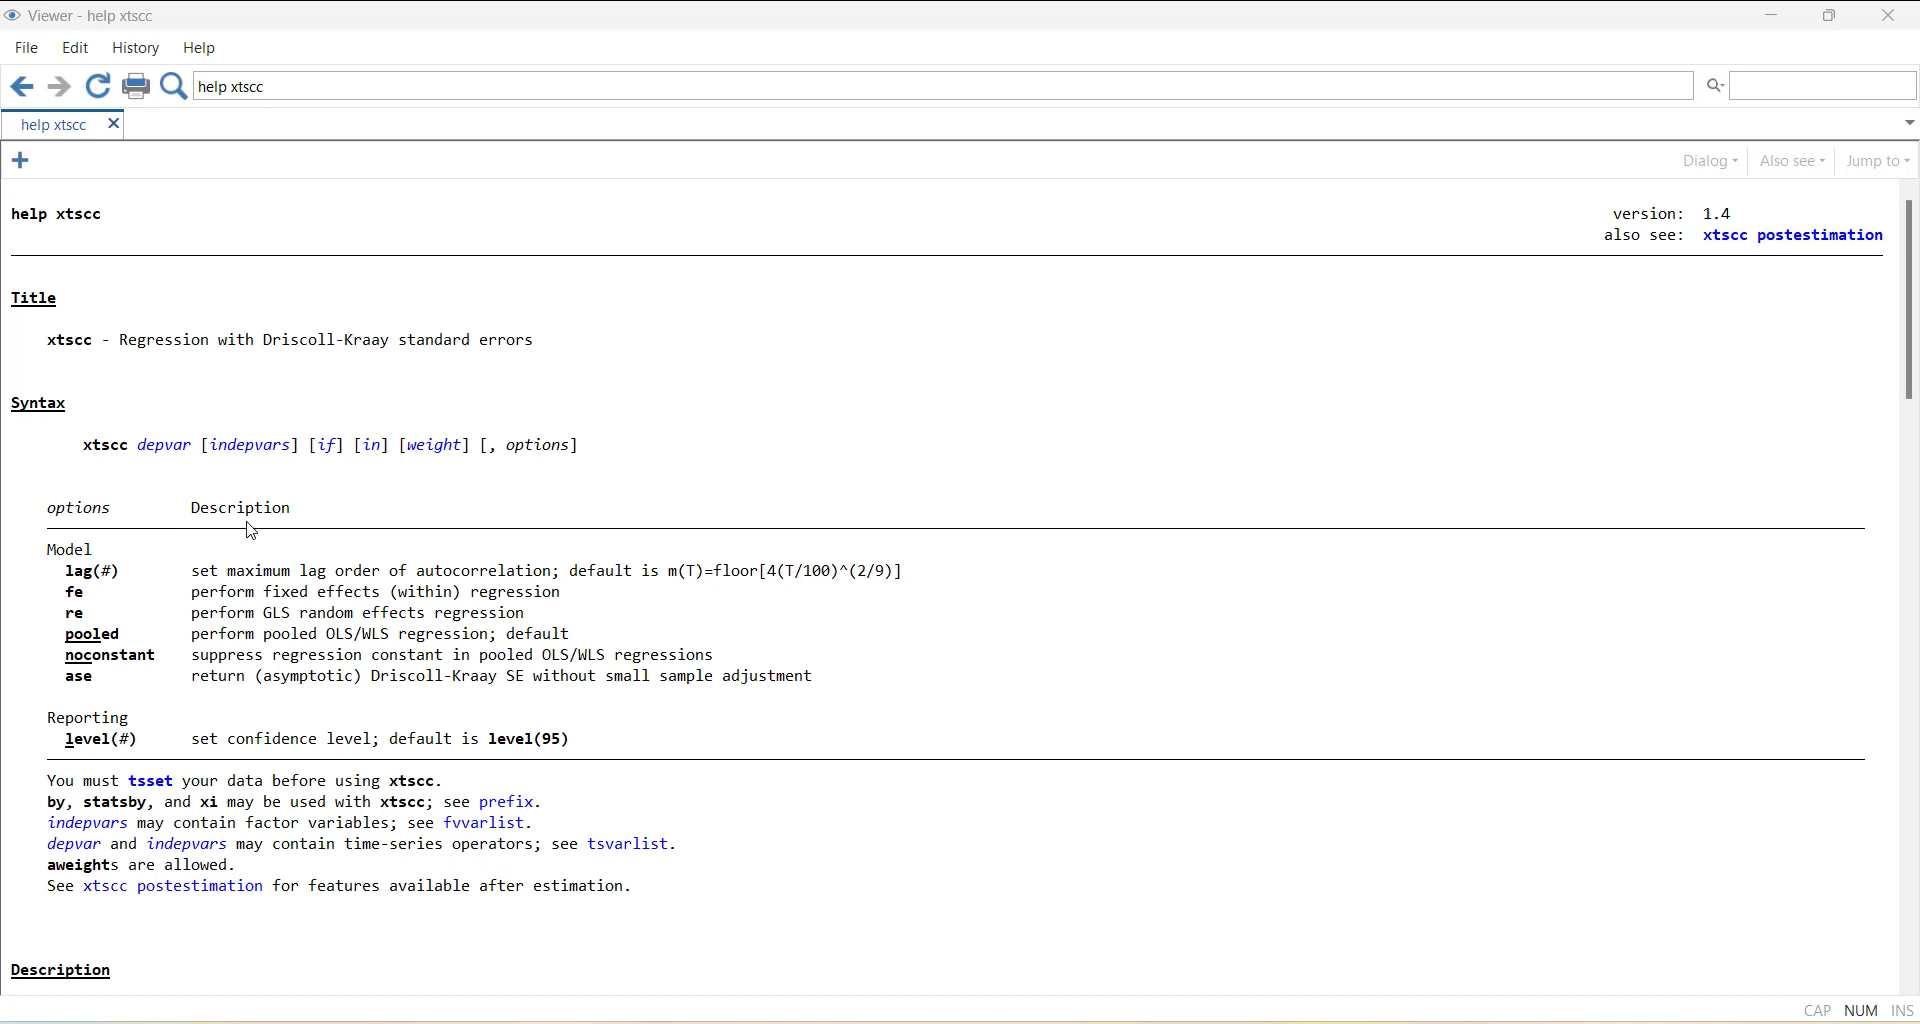 Viewer - help xtscc
File Edit History Help
help xtscc
help xtscc
Dialog Also see Jump to
help xtscc version: 1.4
also see: xtscc postestimation
Title
xtscc - Regression with Driscoll-Kraay standard errors
Syntax
xtscc depvar [indepvars] [if] [in] [weight] [, options]
options Description
Model
lag(#) set maximum lag order of autocorrelation; default is m(T)=floor[4(T/100)^(2/9)]
fe perform fixed effects (within) regression
re perform GLS random effects regression
pooled perform pooled OLS/WLS regression; default
noconstant suppress regression constant in pooled OLS/WLS regressions
ase return (asymptotic) Driscoll-Kraay SE without small sample adjustment
Reporting
level(#) set confidence level; default is level(95)
You must tsset your data before using xtscc.
by, statsby, and xi may be used with xtscc; see prefix.
indepvars may contain factor variables; see fvvarlist.
depvar and indepvars may contain time-series operators; see tsvarlist.
aweights are allowed.
See xtscc postestimation for features available after estimation.
Description
CAP NUM INS